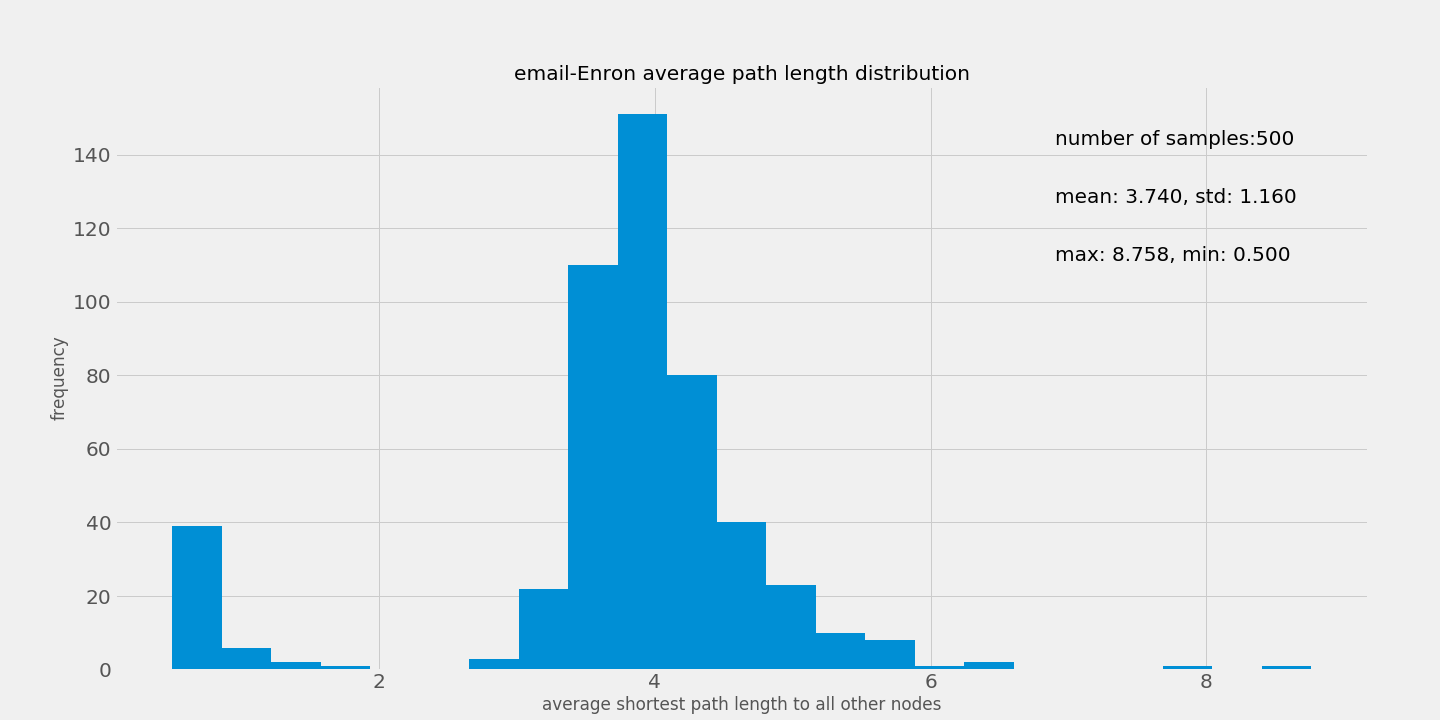 email-Enron average path length distribution
number of samples:500
mean: 3.740, std: 1.160
max: 8.758, min: 0.500
frequency
140
120
100
80
60
40
20
0
2 4 6 8
average shortest path length to all other nodes